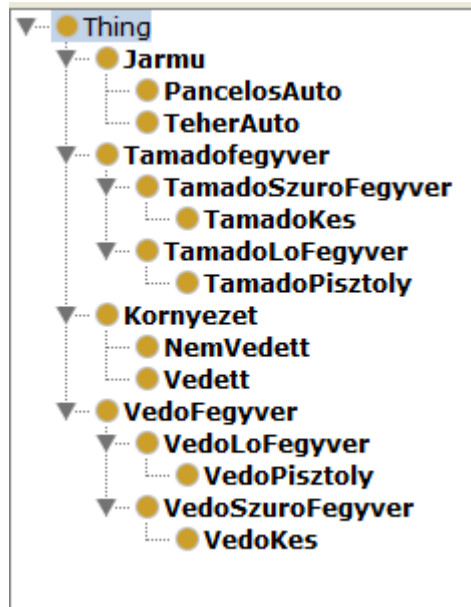 Thing
Jarmu
PancelosAuto
TeherAuto
Tamadofegyver
TamadoSzuroFegyver
TamadoKes
TamadoLoFegyver
TamadoPisztoly
Kornyezet
NemVedett
Vedett
VedoFegyver
VedoLoFegyver
VedoPisztoly
VedoSzuroFegyver
VedoKes